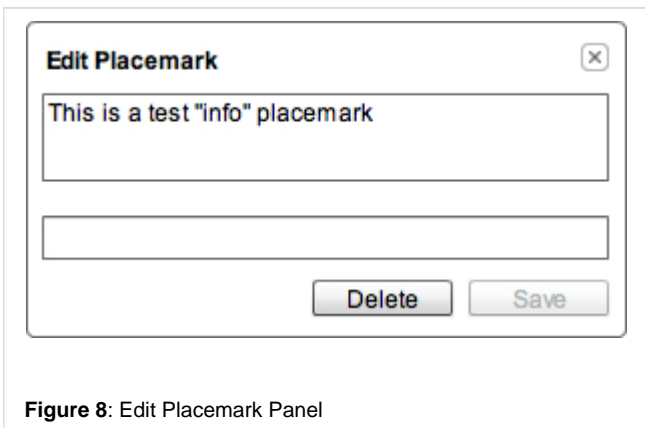 Edit Placemark
This is a test "info" placemark
Delete Save
Figure 8: Edit Placemark Panel